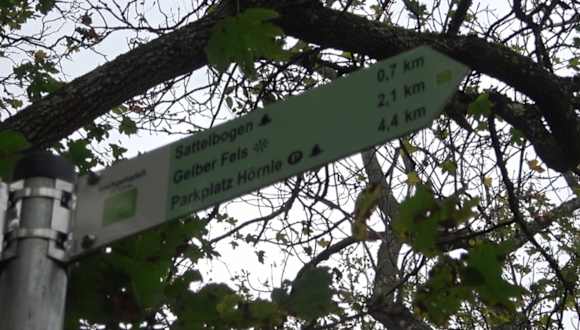 Sattelbogen 0,7 km
Gelber Fels 2,1 km
Parkplatz Hörnle P 4,4 km